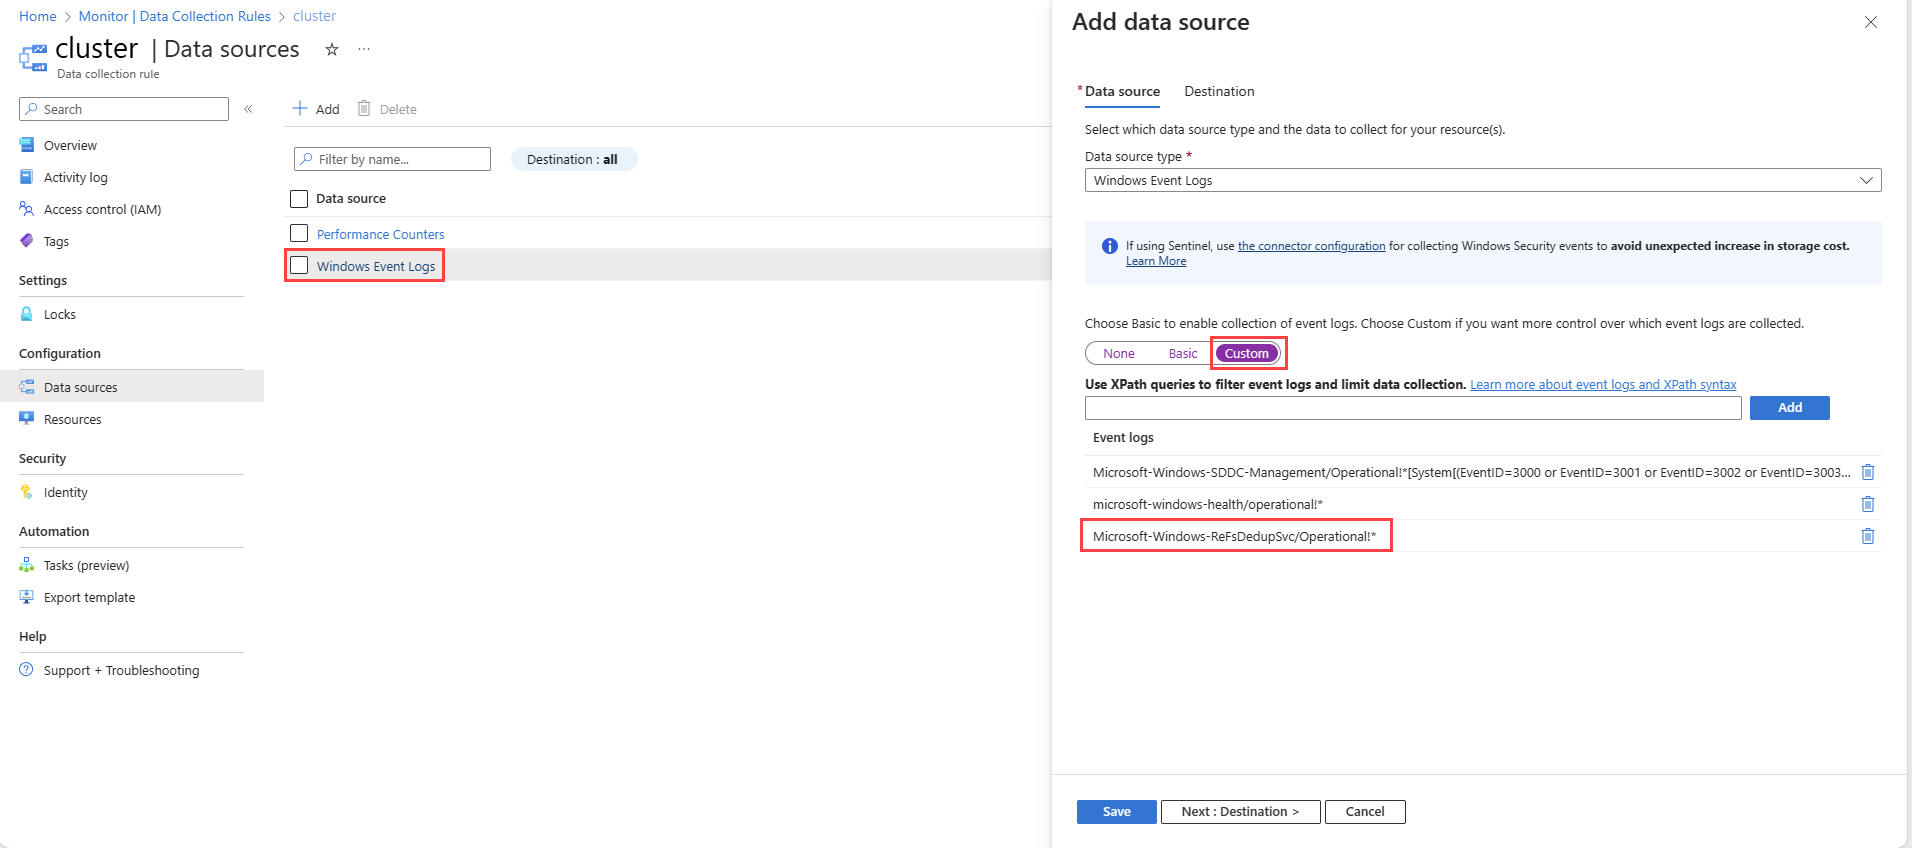 Home > Monitor | Data Collection Rules > cluster
cluster | Data sources ☆ ···
Data collection rule
Search «
Overview
Activity log
Access control (IAM)
Tags
Settings
Locks
Configuration
Data sources
Resources
Security
Identity
Automation
Tasks (preview)
Export template
Help
Support + Troubleshooting
+ Add Delete
Filter by name...
Destination : all
Data source
Performance Counters
Windows Event Logs
Add data source
* Data source
Destination
Select which data source type and the data to collect for your resource(s).
Data source type *
Windows Event Logs
If using Sentinel, use the connector configuration for collecting Windows Security events to avoid unexpected increase in storage cost.
Learn More
Choose Basic to enable collection of event logs. Choose Custom if you want more control over which event logs are collected.
None Basic Custom
Use XPath queries to filter event logs and limit data collection. Learn more about event logs and XPath syntax
Add
Event logs
Microsoft-Windows-SDDC-Management/Operational!*[System[(EventID=3000 or EventID=3001 or EventID=3002 or EventID=3003...
microsoft-windows-health/operational!*
Microsoft-Windows-ReFsDedupSvc/Operational!*
Save
Next : Destination >
Cancel